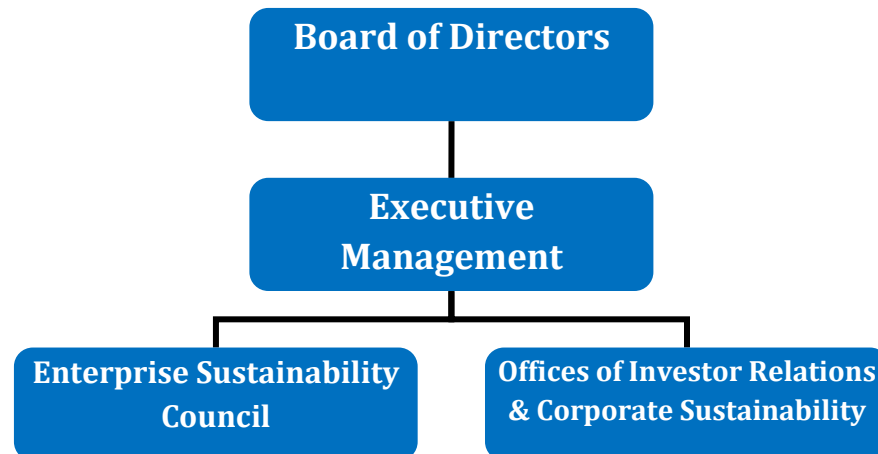 Board of Directors
Executive
Management
Enterprise Sustainability
Council
Offices of Investor Relations
& Corporate Sustainability